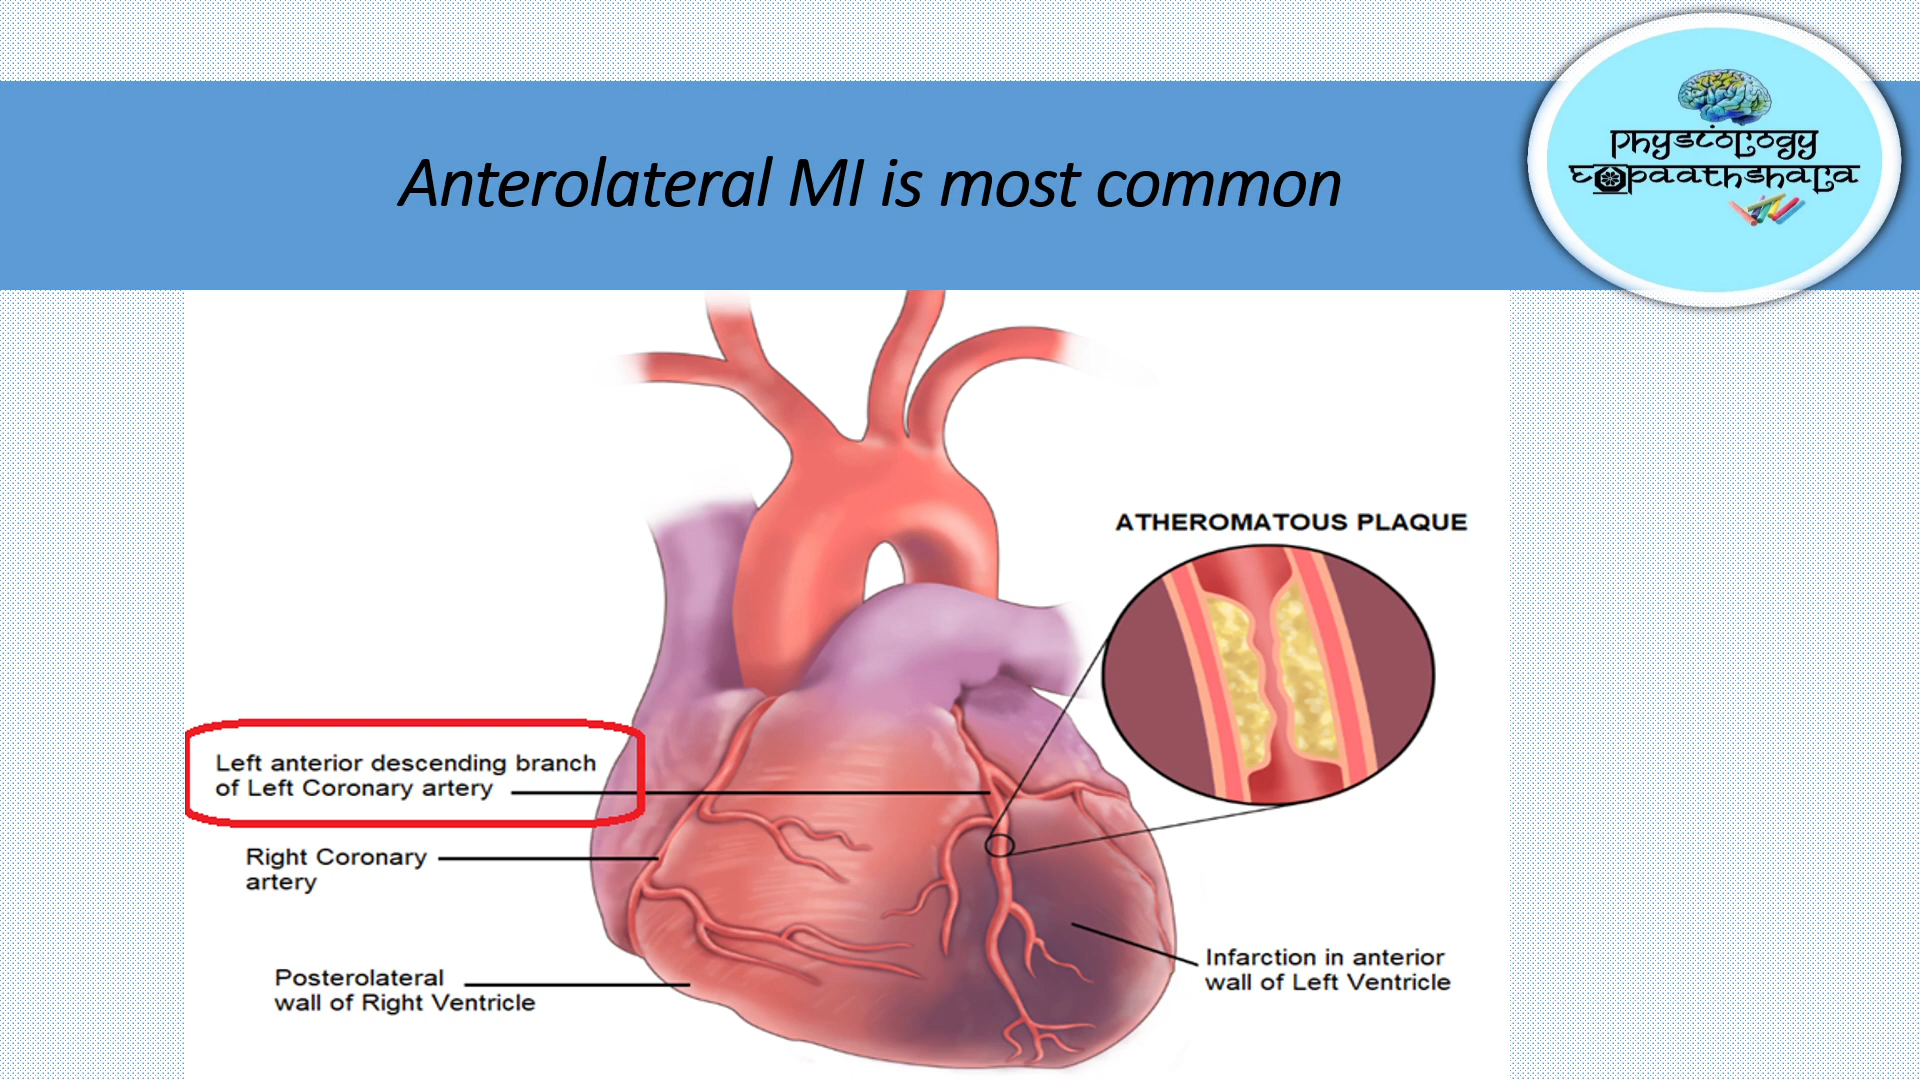 Anterolateral MI is most common
Physiology
epaathshala
ATHEROMATOUS PLAQUE
Left anterior descending branch
of Left Coronary artery
Right Coronary
artery
Posterolateral
wall of Right Ventricle
Infarction in anterior
wall of Left Ventricle